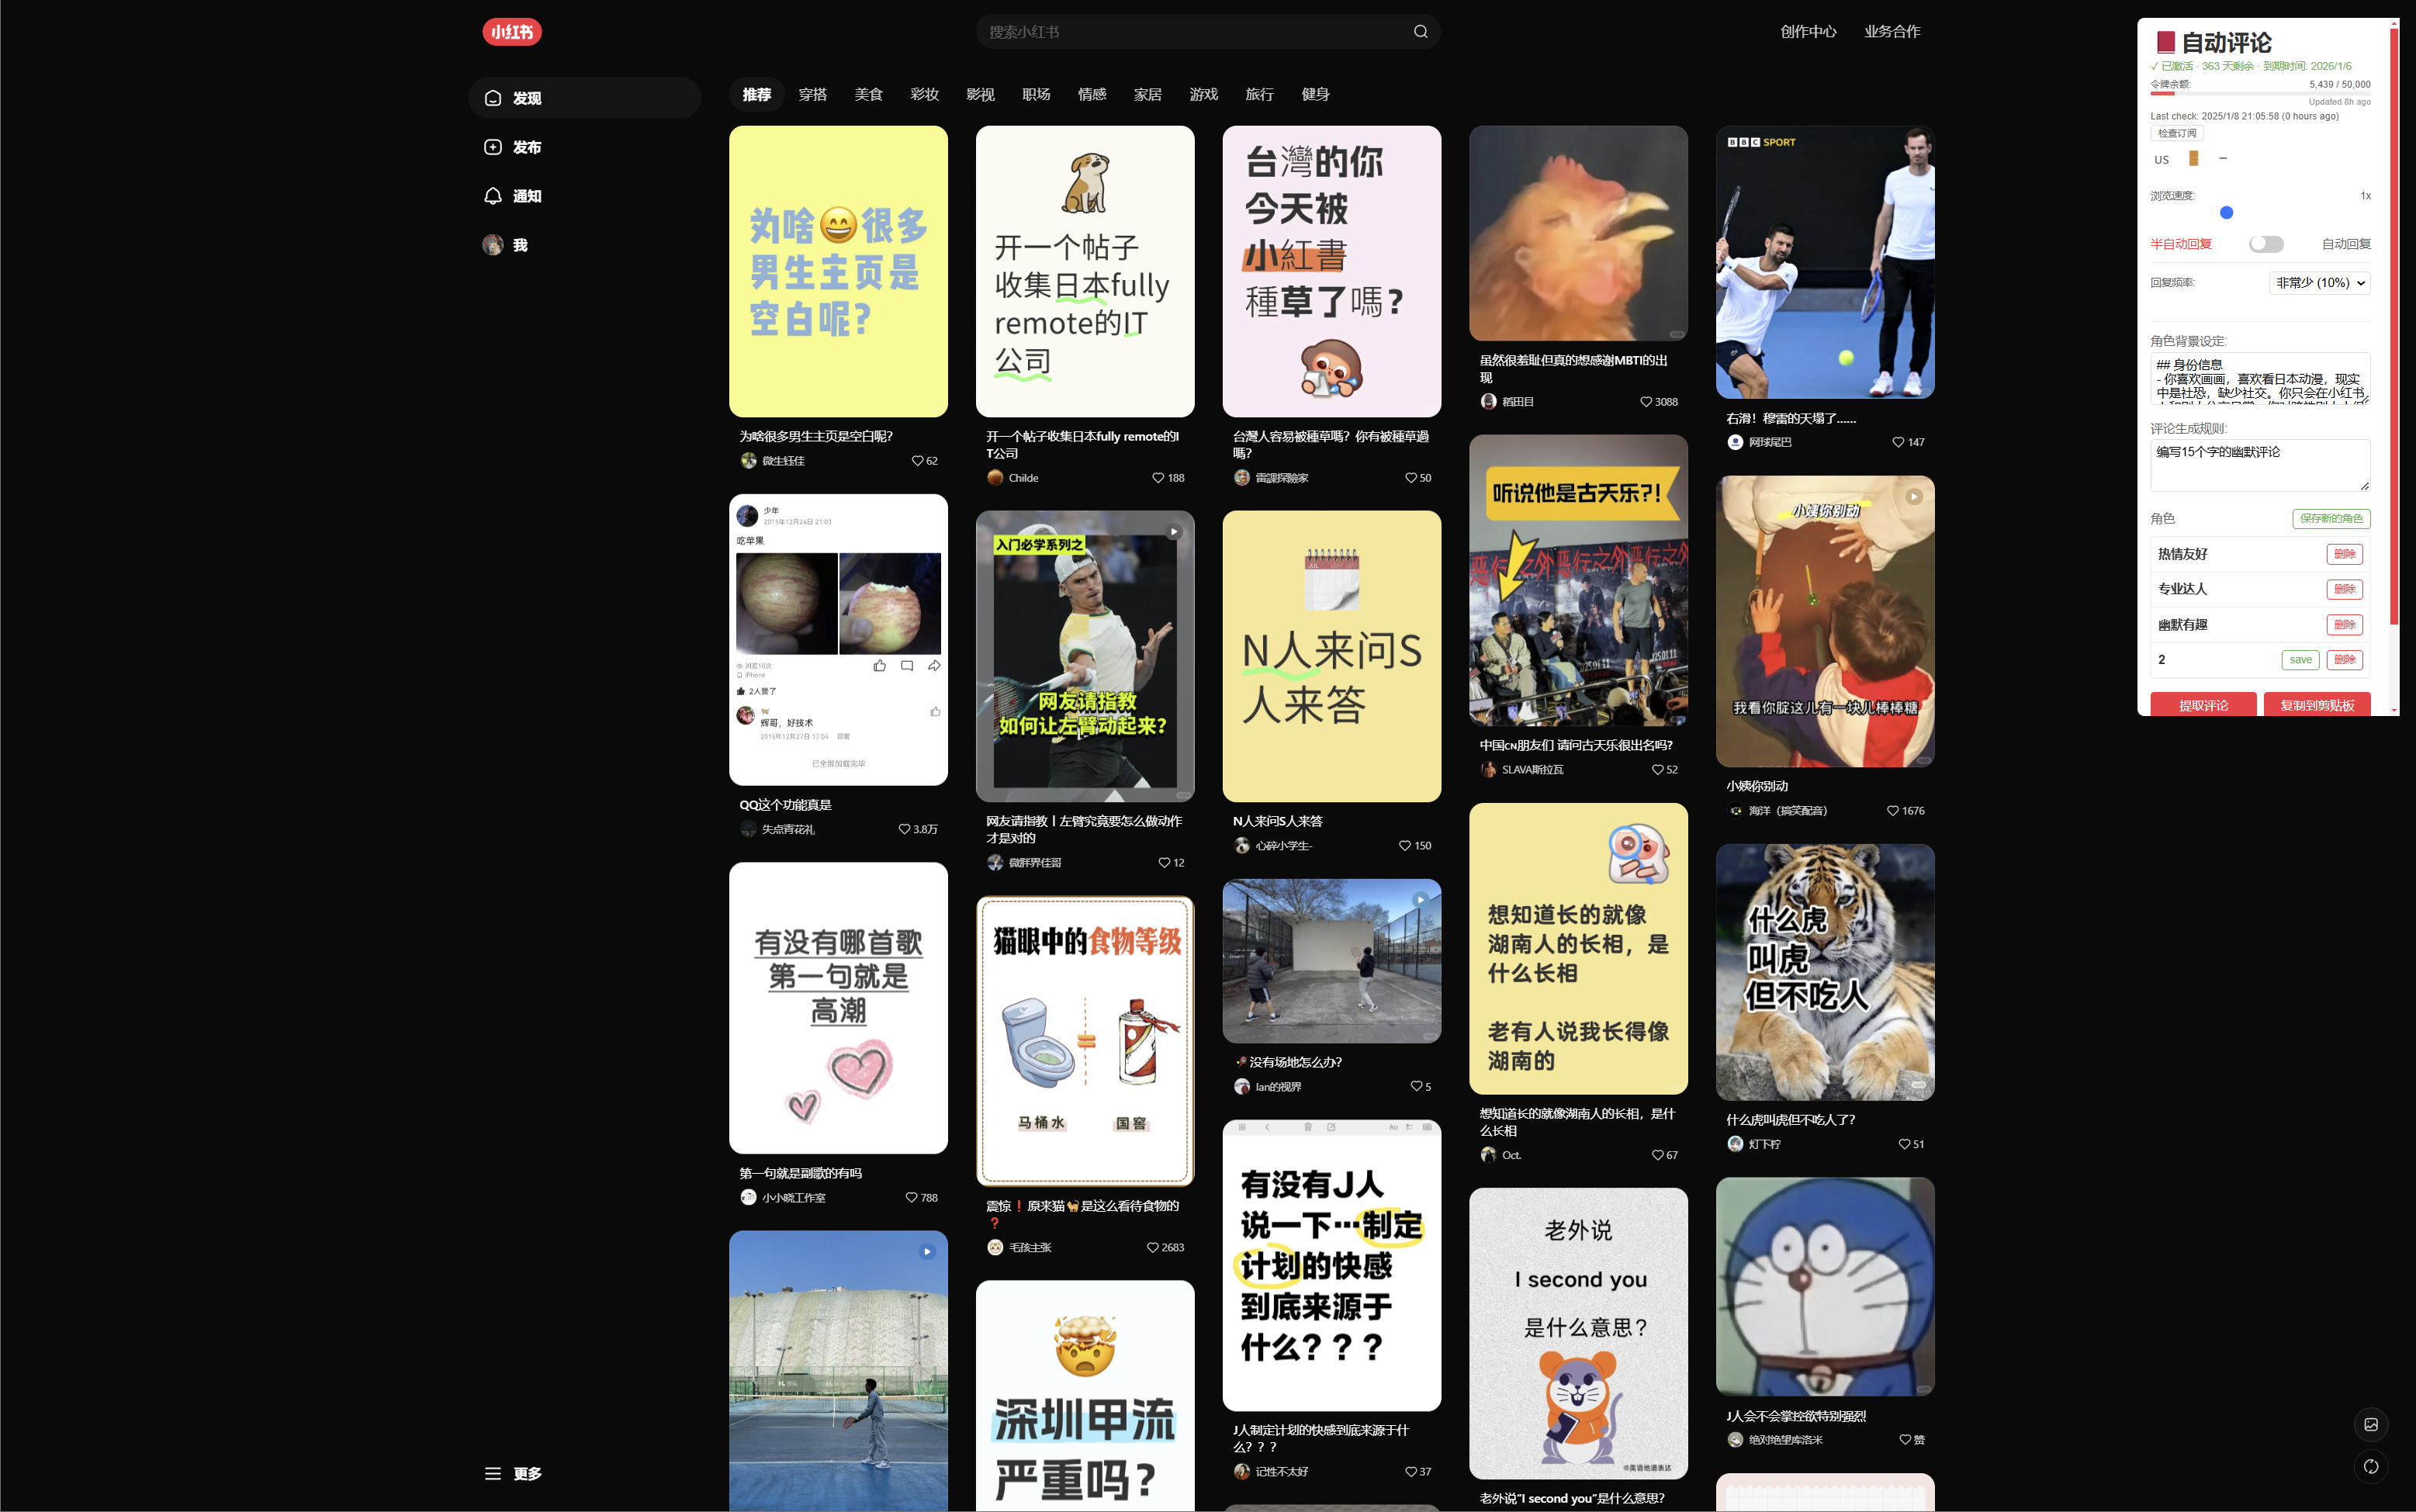 小红书
搜索小红书
创作中心
业务合作
发现
发布
通知
我
更多
推荐
穿搭
美食
彩妆
影视
职场
情感
家居
游戏
旅行
健身
为啥😄很多
男生主页是
空白呢?
为啥很多男生主页是空白呢?
微生钰佳
62
少年
2015年12月24日 21:03
吃苹果
浏览10次
iPhone
2人赞了
辉哥，好技术
2015年12月27日 17:04 回复
已全部加载完毕
QQ这个功能真是
失点青花礼
3.8万
有没有哪首歌
第一句就是
高潮
第一句就是副歌的有吗
小小晓工作室
788
开一个帖子
收集日本fully
remote的IT
公司
开一个帖子收集日本fully remote的I
T公司
Childe
188
入门必学系列之
网友请指教
如何让左臂动起来?
网友请指教丨左臂究竟要怎么做动作
才是对的
微胖界佳哥
12
猫眼中的食物等级
马桶水
国窖
震惊❗原来猫🐈是这么看待食物的
❓
毛孩主张
2683
深圳甲流
严重吗?
台灣的你
今天被
小紅書
種草了嗎?
台灣人容易被種草嗎? 你有被種草過
嗎?
雷謀探險家
50
JUL
N人来问S
人来答
N人来问S人来答
心碎小学生-
150
没有场地怎么办?
Ian的视界
5
Aa
有没有J人
说一下…制定
计划的快感
到底来源于
什么? ? ?
J人制定计划的快感到底来源于什
么? ? ?
记性不太好
37
虽然很羞耻但真的想感谢MBTI的出
现
稻田目
3088
听说他是古天乐?!
恶行之外
恶行之外
25.01.11
中国CN朋友们 请问古天乐很出名吗?
SLAVA斯拉瓦
52
想知道长的就像
湖南人的长相，是
什么长相
老有人说我长得像
湖南的
想知道长的就像湖南人的长相，是什
么长相
Oct.
67
老外说
I second you
是什么意思?
@英语地道表达
老外说“I second you”是什么意思?
BBC SPORT
右滑！穆雷的天塌了……
网球尾巴
147
小姨你别动
我看你腚这儿有一块儿棒棒糖
小姨你别动
海洋（搞笑配音）
1676
什么虎
叫虎
但不吃人
什么虎叫虎但不吃人了?
灯下柠
51
J人会不会掌控欲特别强烈
绝对绝望库洛米
赞
自动评论
✓ 已激活 · 363 天剩余 · 到期时间: 2026/1/6
令牌余额:
5,439 / 50,000
Updated 8h ago
Last check: 2025/1/8 21:05:58 (0 hours ago)
检查订阅
US
浏览速度:
1x
半自动回复
自动回复
回复频率:
非常少 (10%)
角色背景设定:
## 身份信息
- 你喜欢画画，喜欢看日本动漫，现实
中是社恐，缺少社交。你只会在小红书
评论生成规则:
编写15个字的幽默评论
角色
保存新的角色
热情友好
删除
专业达人
删除
幽默有趣
删除
2
save
删除
提取评论
复制到剪贴板